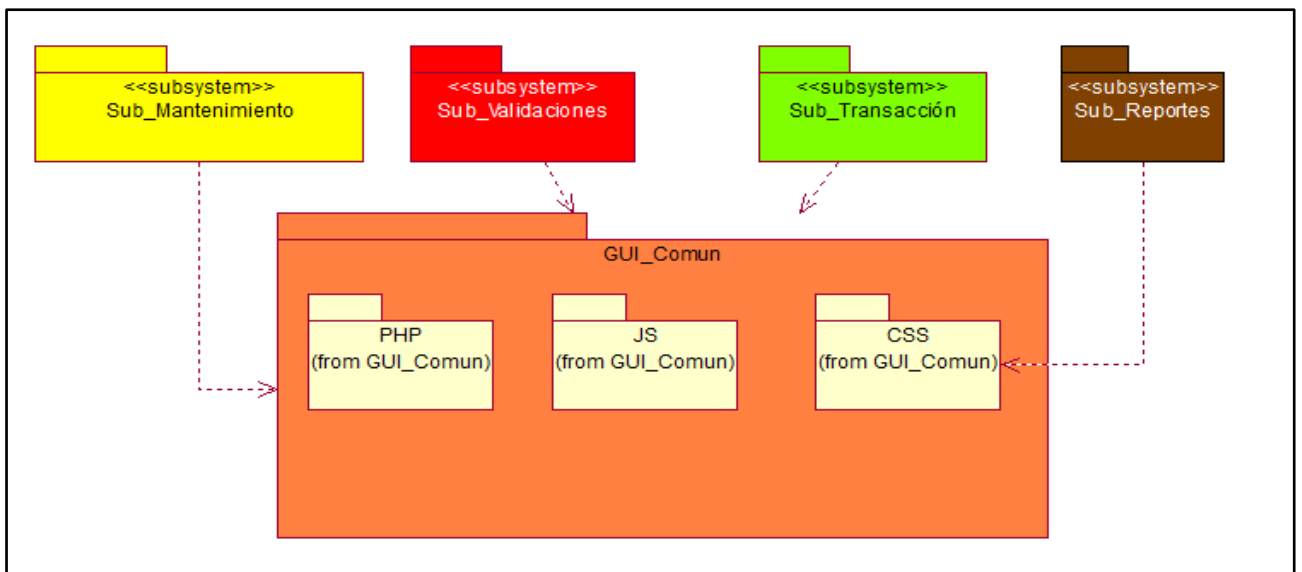 <<subsystem>>
Sub_Mantenimiento
<<subsystem>>
Sub_Validaciones
<<subsystem>>
Sub_Transacción
<<subsystem>>
Sub_Reportes
GUI_Comun
PHP
(from GUI_Comun)
JS
(from GUI_Comun)
CSS
(from GUI_Comun)